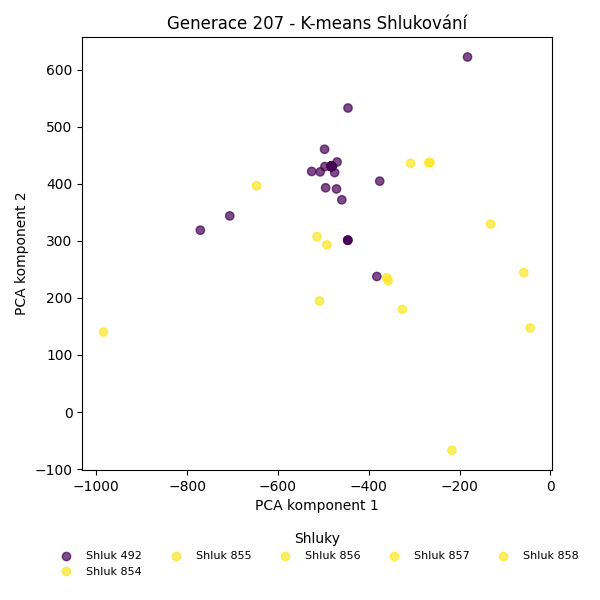 Generace 207 - K-means Shlukování
PCA komponent 2
600
500
400
300
200
100
0
−100
−1000 −800 −600 −400 −200 0
PCA komponent 1
Shluky
Shluk 492 Shluk 855 Shluk 856 Shluk 857 Shluk 858
Shluk 854